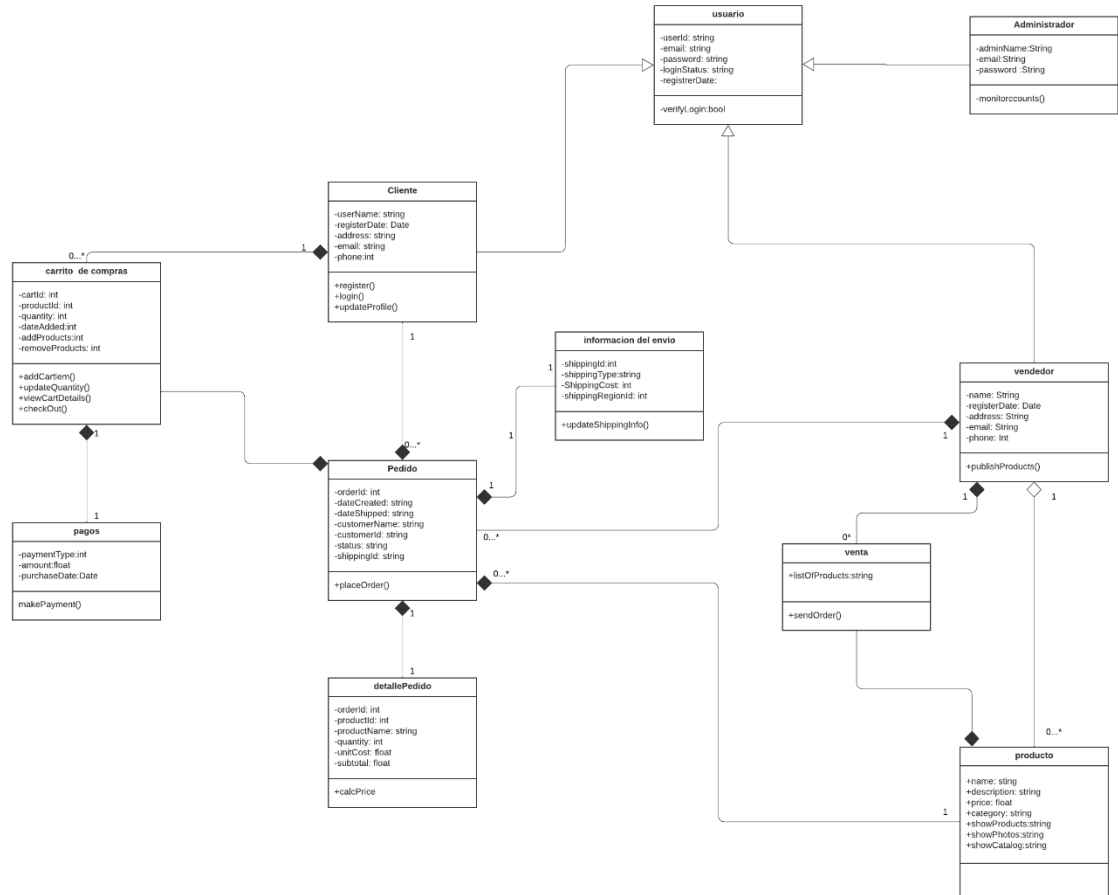 usuario
-userId: string
-email: string
-password: string
-loginStatus: string
-registrerDate:
-verifyLogin:bool
Administrador
-adminName:String
-email:String
-password :String
-monitorccounts()
Cliente
-userName: string
-registerDate: Date
-address: string
-email: string
-phone:int
+register()
+login()
+updateProfile()
1
0...*
1
0...*
carrito de compras
-cartId: int
-productId: int
-quantity: int
-dateAdded:int
-addProducts:int
-removeProducts: int
+addCartIem()
+updateQuantity()
+viewCartDetails()
+checkOut()
1
1
informacion del envio
-shippingId:int
-shippingType:string
-ShippingCost: int
-shippingRegionId: int
+updateShippingInfo()
1
1
1
vendedor
-name: String
-registerDate: Date
-address: String
-email: String
-phone: Int
+publishProducts()
1
1
1
Pedido
-orderId: int
-dateCreated: string
-dateShipped: string
-customerName: string
-customerId: string
-status: string
-shippingId: string
+placeOrder()
0...*
0...*
1
1
pagos
-paymentType:int
-amount:float
-purchaseDate:Date
makePayment()
0*
venta
+listOfProducts:string
+sendOrder()
detallePedido
-orderId: int
-productId: int
-productName: string
-quantity: int
-unitCost: float
-subtotal: float
+calcPrice
0...*
1
producto
+name: sting
+description: string
+price: float
+category: string
+showProducts:string
+showPhotos:string
+showCatalog:string